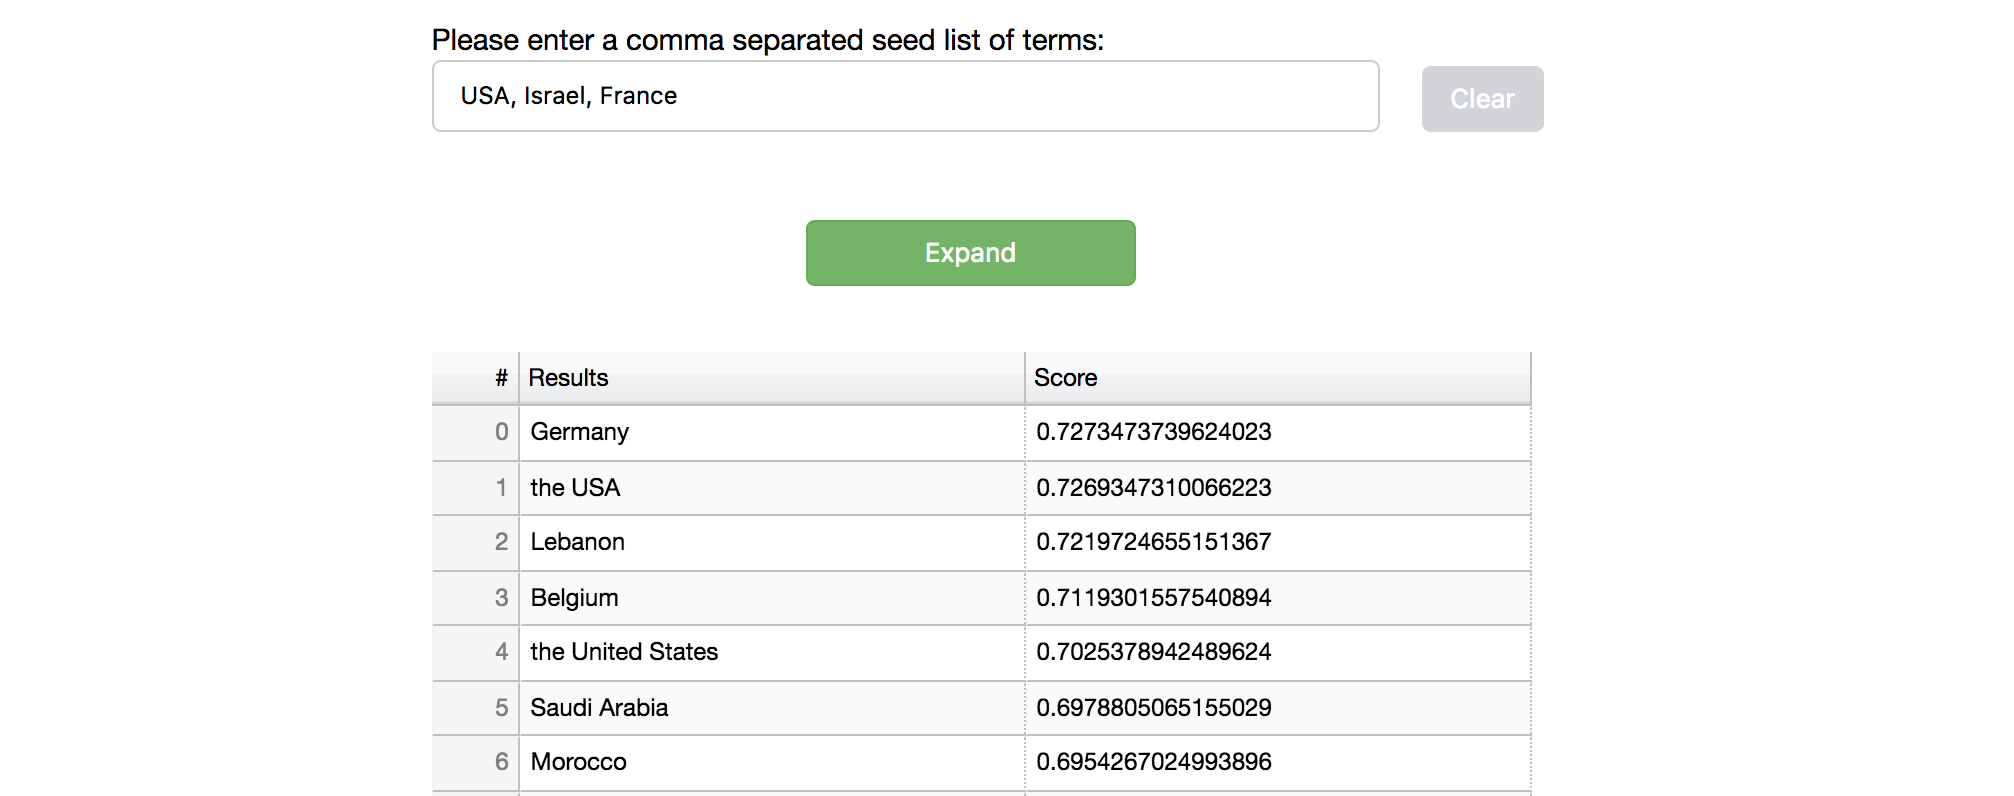 Please enter a comma separated seed list of terms:
USA, Israel, France
Clear
Expand
# Results Score
0 Germany 0.7273473739624023
1 the USA 0.7269347310066223
2 Lebanon 0.7219724655151367
3 Belgium 0.7119301557540894
4 the United States 0.7025378942489624
5 Saudi Arabia 0.6978805065155029
6 Morocco 0.6954267024993896